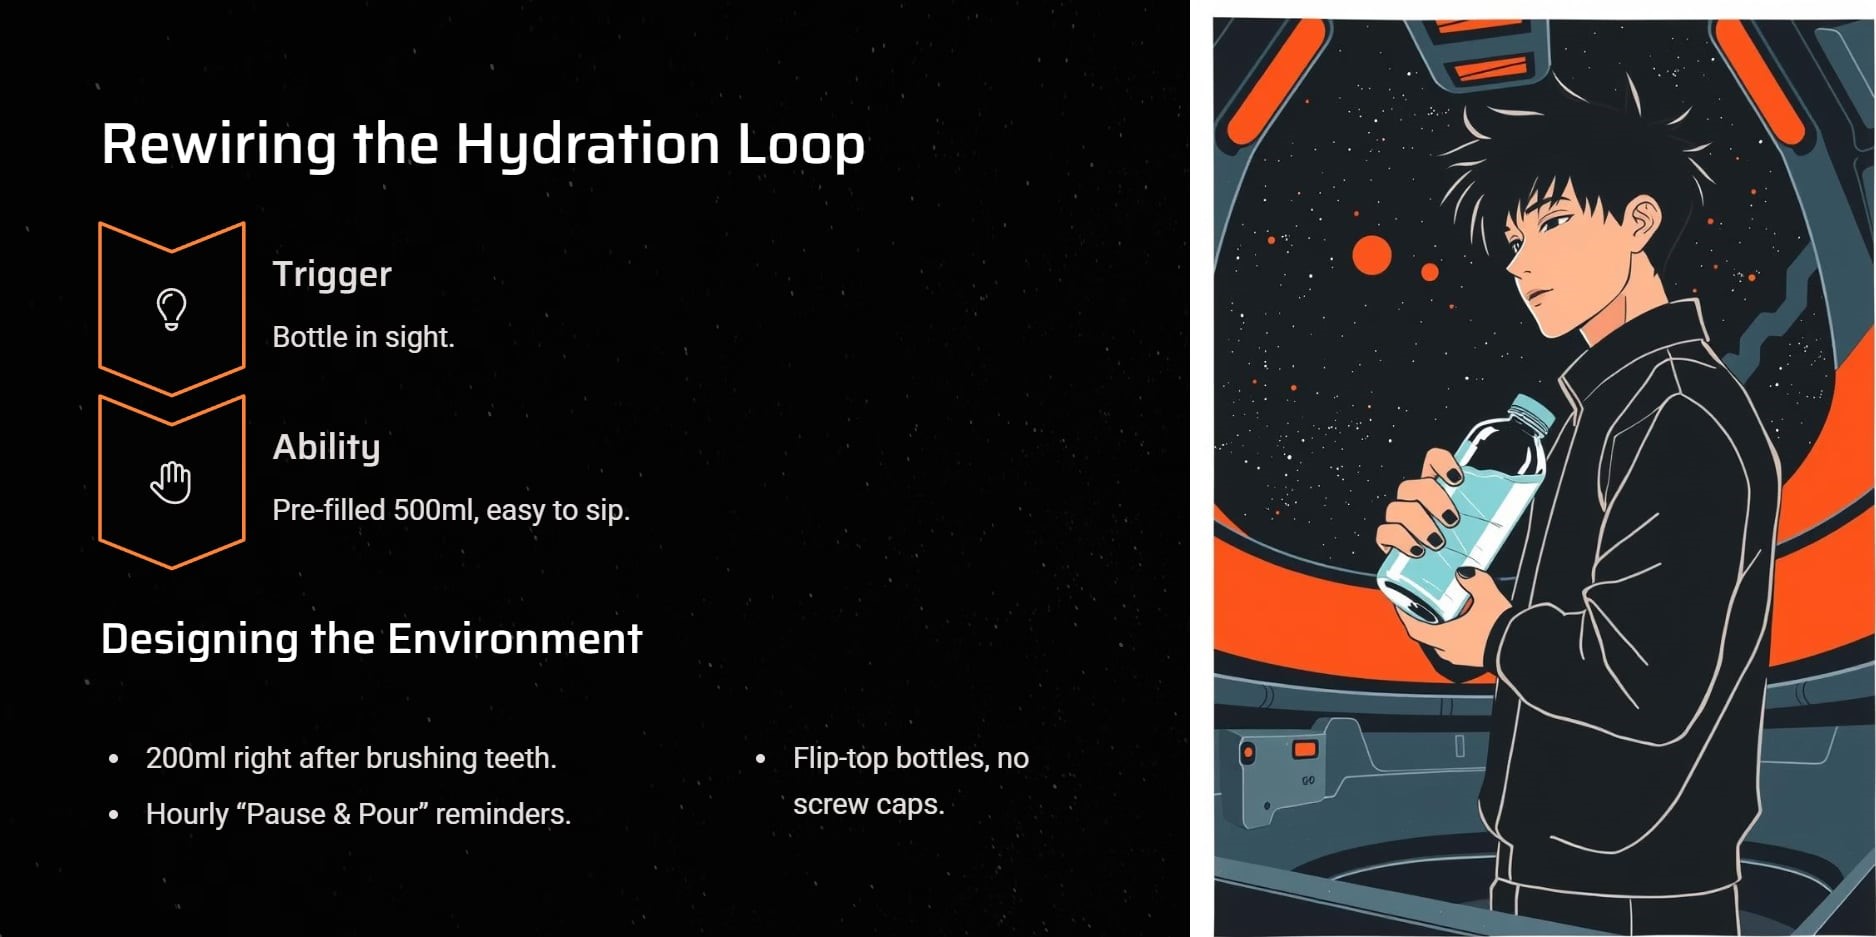 Rewiring the Hydration Loop
Trigger
Bottle in sight.
Ability
Pre-filled 500ml, easy to sip.
Designing the Environment
• 200ml right after brushing teeth.
• Hourly “Pause & Pour” reminders.
• Flip-top bottles, no
screw caps.